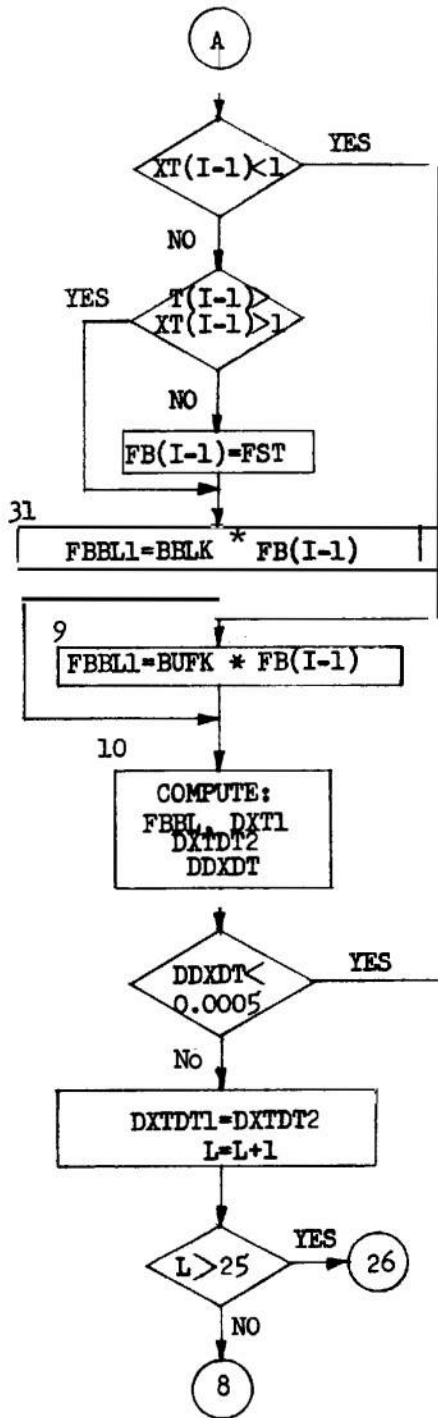 A
YES
XT(I-1)<1
NO
YES
T(I-1)>
XT(I-1)>1
NO
FB(I-1)=FST
31
FBBL1=BBLK * FB(I-1)
9
FBBL1=BUFK * FB(I-1)
10
COMPUTE:
FBBL, DXT1
DXTDT2
DDXDT
YES
DDXDT<
0.0005
No
DXTDT1=DXTDT2
L=L+1
YES
L>25
26
NO
8